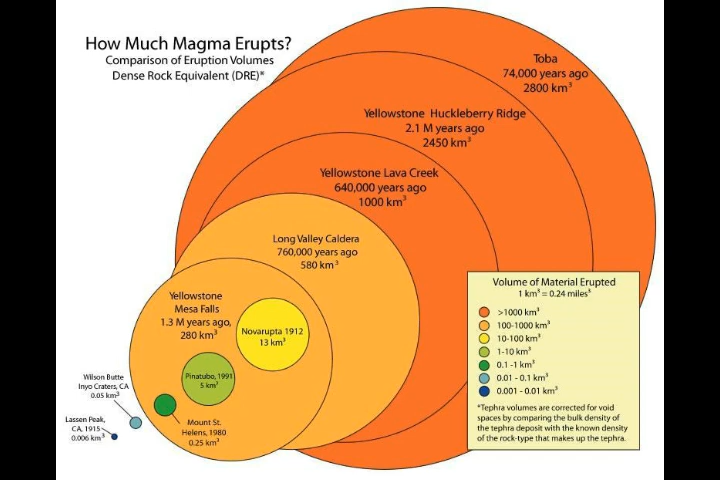 How Much Magma Erupts?
Comparison of Eruption Volumes
Dense Rock Equivalent (DRE)*
Toba
74,000 years ago
2800 km³
Yellowstone Huckleberry Ridge
2.1 M years ago
2450 km³
Yellowstone Lava Creek
640,000 years ago
1000 km³
Long Valley Caldera
760,000 years ago
580 km³
Yellowstone
Mesa Falls
1.3 M years ago,
280 km³
Novarupta 1912
13 km³
Pinatubo, 1991
5 km³
Wilson Butte
Inyo Craters, CA
0.05 km³
Lassen Peak,
CA, 1915
0.006 km³
Mount St.
Helens, 1980
0.25 km³
Volume of Material Erupted
1 km³ = 0.24 miles³
>1000 km³
100-1000 km³
10-100 km³
1-10 km³
0.1 -1 km³
0.01 - 0.1 km³
0.001 - 0.01 km³
*Tephra volumes are corrected for void
spaces by comparing the bulk density of
the tephra deposit with the known density
of the rock-type that makes up the tephra.